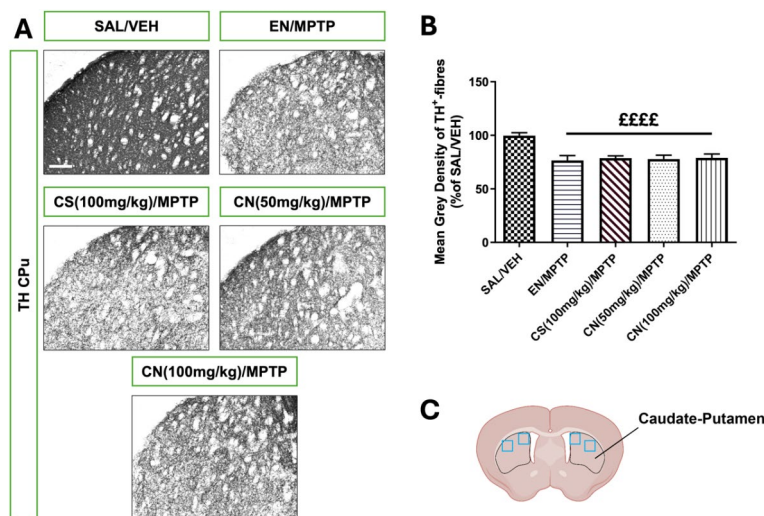 A
SAL/VEH
EN/MPTP
TH CPu
CS(100mg/kg)/MPTP
CN(50mg/kg)/MPTP
CN(100mg/kg)/MPTP
B
Mean Grey Density of TH⁺-fibres
(%of SAL/VEH)
150
100
50
0
££££
SAL/VEH
EN/MPTP
CS(100mg/kg)/MPTP
CN(50mg/kg)/MPTP
CN(100mg/kg)/MPTP
C
Caudate-Putamen